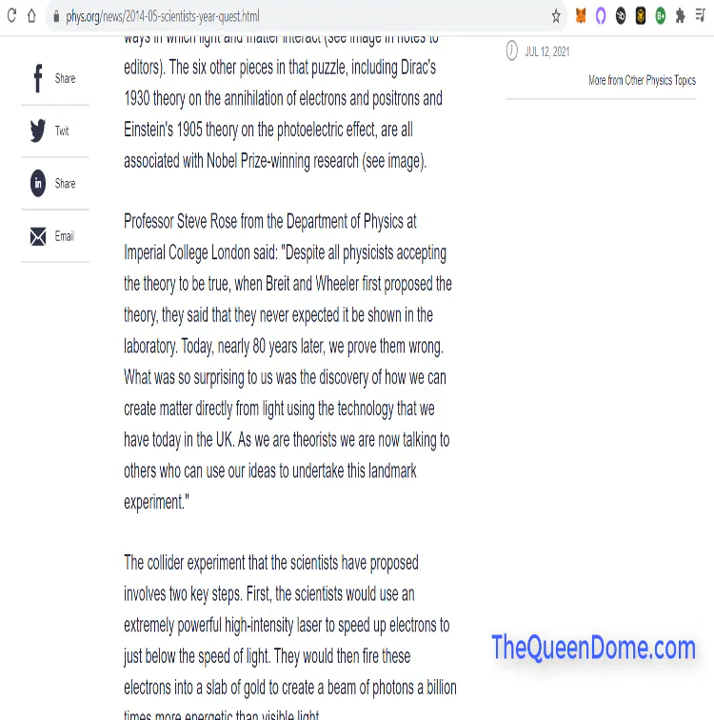 phys.org/news/2014-05-scientists-year-quest.html
ways in which light and matter interact (see image in notes to
editors). The six other pieces in that puzzle, including Dirac's
1930 theory on the annihilation of electrons and positrons and
Einstein's 1905 theory on the photoelectric effect, are all
associated with Nobel Prize-winning research (see image).
Share
Twit
Share
Email
JUL 12, 2021
More from Other Physics Topics
Professor Steve Rose from the Department of Physics at
Imperial College London said: "Despite all physicists accepting
the theory to be true, when Breit and Wheeler first proposed the
theory, they said that they never expected it be shown in the
laboratory. Today, nearly 80 years later, we prove them wrong.
What was so surprising to us was the discovery of how we can
create matter directly from light using the technology that we
have today in the UK. As we are theorists we are now talking to
others who can use our ideas to undertake this landmark
experiment."
The collider experiment that the scientists have proposed
involves two key steps. First, the scientists would use an
extremely powerful high-intensity laser to speed up electrons to
just below the speed of light. They would then fire these
electrons into a slab of gold to create a beam of photons a billion
times more energetic than visible light.
TheQueenDome.com